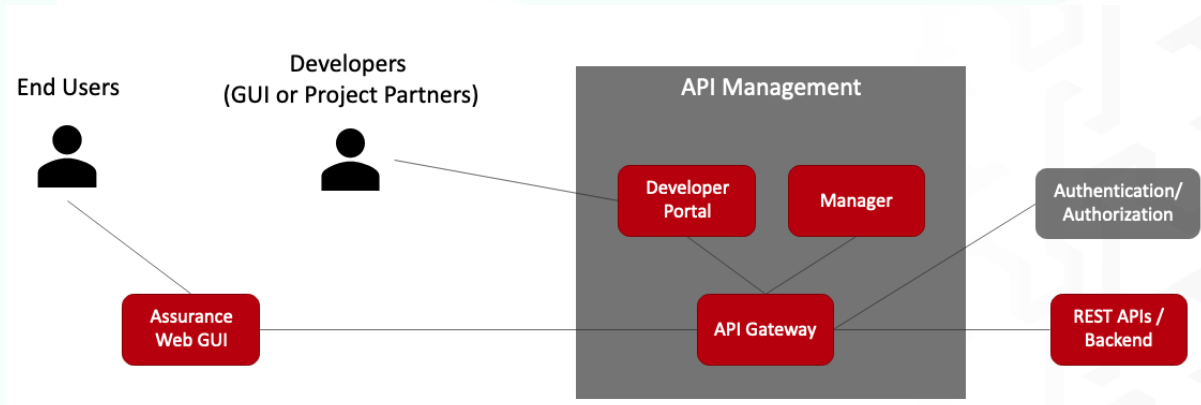 End Users
Developers
(GUI or Project Partners)
API Management
Developer
Portal
Manager
Authentication/
Authorization
Assurance
Web GUI
API Gateway
REST APIs /
Backend